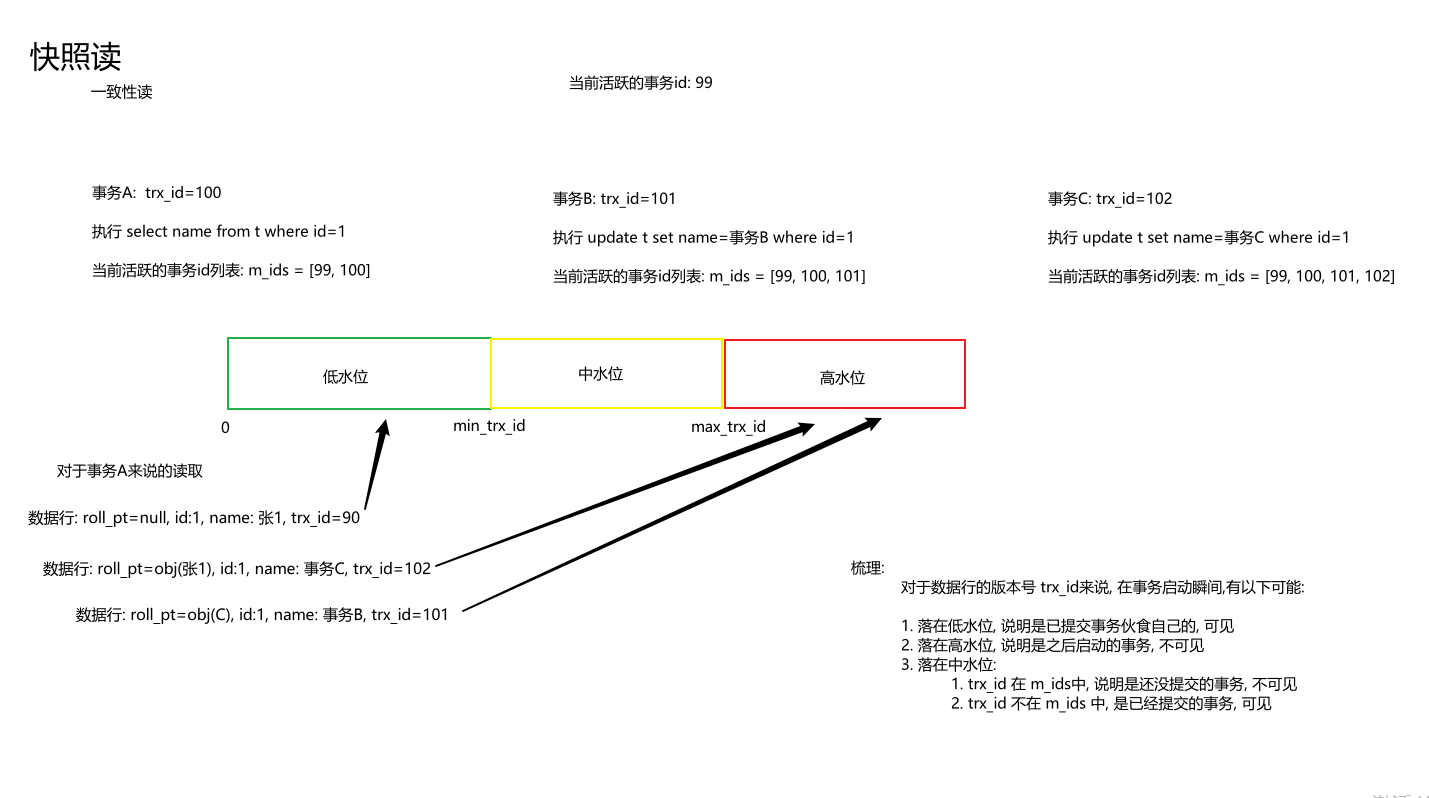 快照读
一致性读
当前活跃的事务id: 99
事务A:  trx_id=100
执行 select name from t where id=1
当前活跃的事务id列表: m_ids = [99, 100]
事务B: trx_id=101
执行 update t set name=事务B where id=1
当前活跃的事务id列表: m_ids = [99, 100, 101]
事务C: trx_id=102
执行 update t set name=事务C where id=1
当前活跃的事务id列表: m_ids = [99, 100, 101, 102]
低水位
中水位
高水位
0
min_trx_id
max_trx_id
对于事务A来说的读取
数据行: roll_pt=null, id:1, name: 张1, trx_id=90
数据行: roll_pt=obj(张1), id:1, name: 事务C, trx_id=102
数据行: roll_pt=obj(C), id:1, name: 事务B, trx_id=101
梳理:
对于数据行的版本号 trx_id来说, 在事务启动瞬间,有以下可能:
1. 落在低水位, 说明是已提交事务伙食自己的, 可见
2. 落在高水位, 说明是之后启动的事务, 不可见
3. 落在中水位:
1. trx_id 在 m_ids中, 说明是还没提交的事务, 不可见
2. trx_id 不在 m_ids 中, 是已经提交的事务, 可见